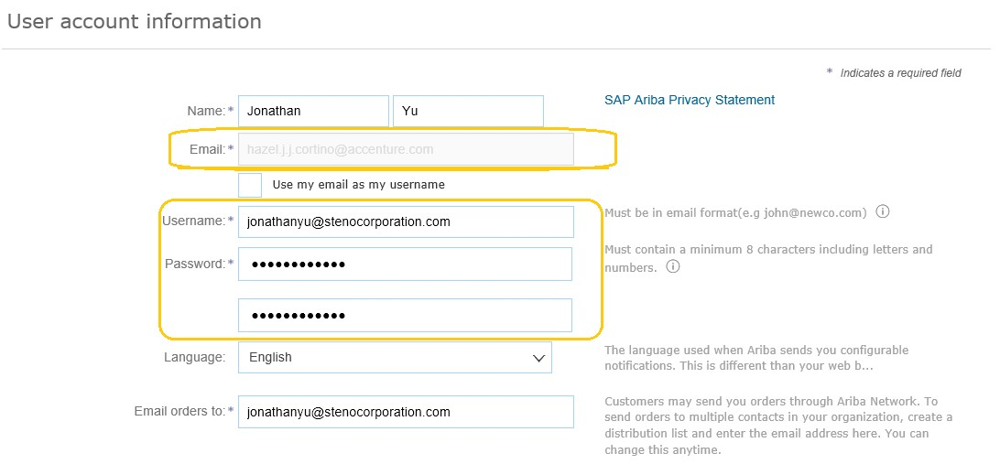 User account information
* Indicates a required field
Name:* Jonathan Yu
SAP Ariba Privacy Statement
Email:* hazel.j.j.cortino@accenture.com
Use my email as my username
Username:* jonathanyu@stenocorporation.com
Must be in email format(e.g john@newco.com)
Password:* ●●●●●●●●●●●●
Must contain a minimum 8 characters including letters and
numbers.
●●●●●●●●●●●●
Language: English
The language used when Ariba sends you configurable
notifications. This is different than your web b...
Email orders to:* jonathanyu@stenocorporation.com
Customers may send you orders through Ariba Network. To
send orders to multiple contacts in your organization, create a
distribution list and enter the email address here. You can
change this anytime.